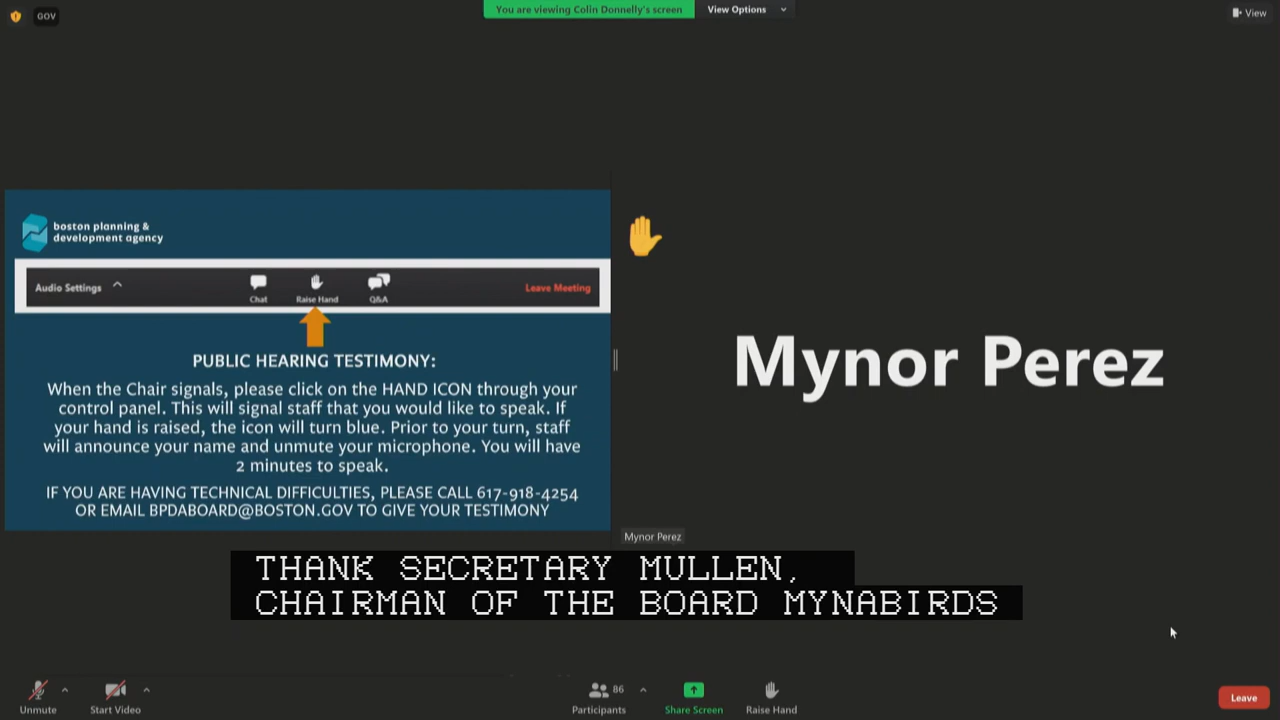 GOV
You are viewing Colin Donnelly's screen
View Options
View
boston planning &
development agency
Audio Settings
Chat
Raise Hand
Q&A
Leave Meeting
PUBLIC HEARING TESTIMONY:
When the Chair signals, please click on the HAND ICON through your
control panel. This will signal staff that you would like to speak. If
your hand is raised, the icon will turn blue. Prior to your turn, staff
will announce your name and unmute your microphone. You will have
2 minutes to speak.
IF YOU ARE HAVING TECHNICAL DIFFICULTIES, PLEASE CALL 617-918-4254
OR EMAIL BPDABOARD@BOSTON.GOV TO GIVE YOUR TESTIMONY
Mynor Perez
Mynor Perez
THANK SECRETARY MULLEN,
CHAIRMAN OF THE BOARD MYNABIRDS
Unmute
Start Video
86
Participants
Share Screen
Raise Hand
Leave